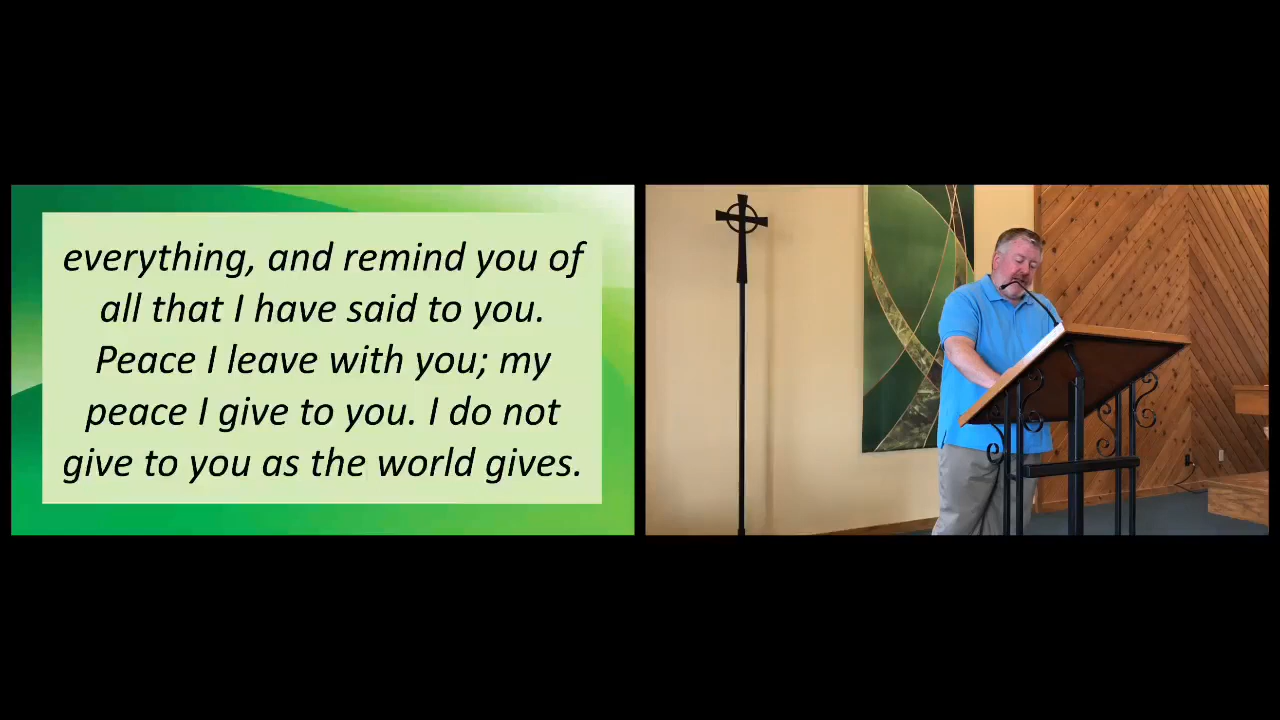 everything, and remind you of
all that I have said to you.
Peace I leave with you; my
peace I give to you. I do not
give to you as the world gives.